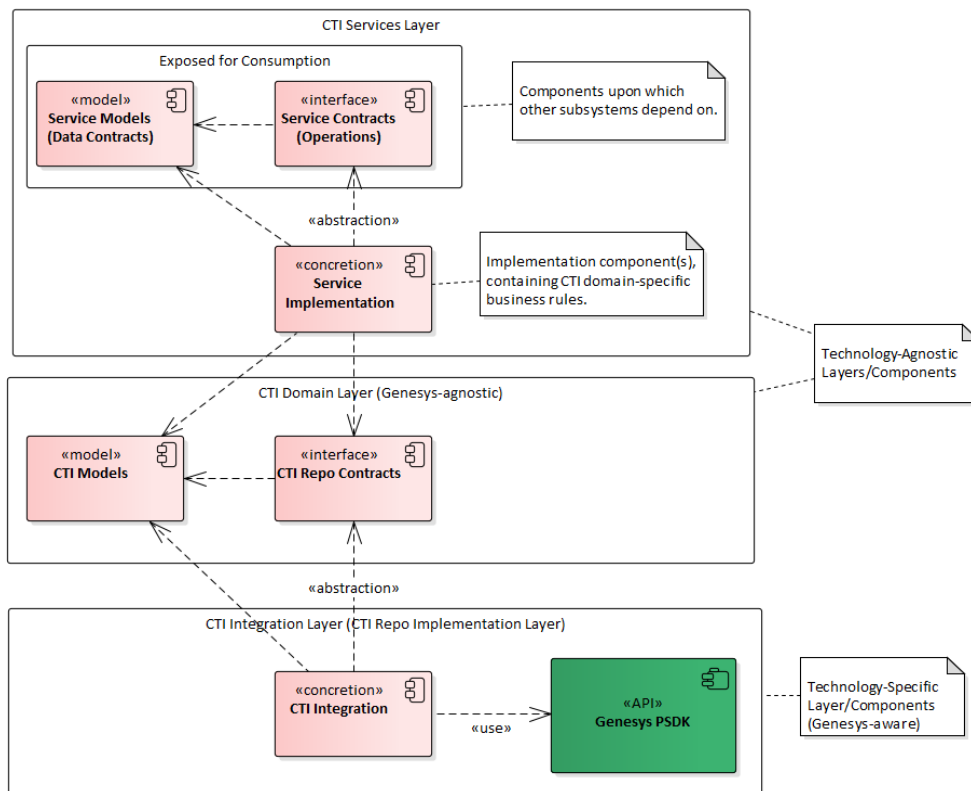 CTI Services Layer
Exposed for Consumption
«model»
Service Models
(Data Contracts)
«interface»
Service Contracts
(Operations)
Components upon which
other subsystems depend on.
«abstraction»
«concretion»
Service
Implementation
Implementation component(s),
containing CTI domain-specific
business rules.
Technology-Agnostic
Layers/Components
CTI Domain Layer (Genesys-agnostic)
«model»
CTI Models
«interface»
CTI Repo Contracts
«abstraction»
CTI Integration Layer (CTI Repo Implementation Layer)
«concretion»
CTI Integration
«use»
«API»
Genesys PSDK
Technology-Specific
Layer/Components
(Genesys-aware)